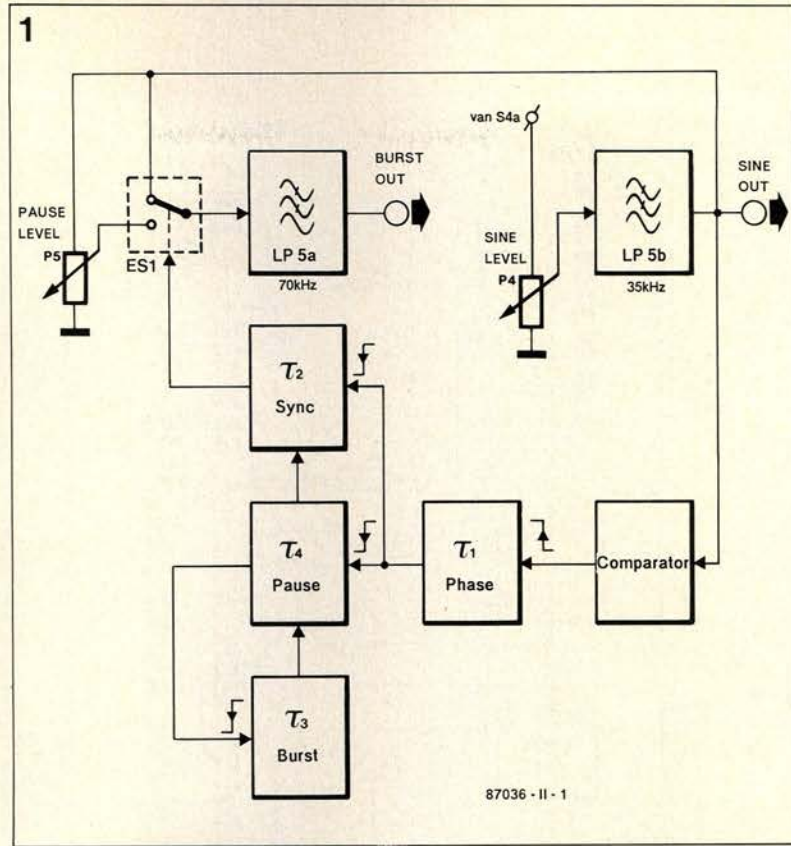 1
van S4a
BURST
OUT
SINE
OUT
PAUSE
LEVEL
P5
ES1
LP 5a
70kHz
SINE
LEVEL
P4
LP 5b
35kHz
τ2
Sync
τ4
Pause
τ1
Phase
Comparator
τ3
Burst
87036 - II - 1